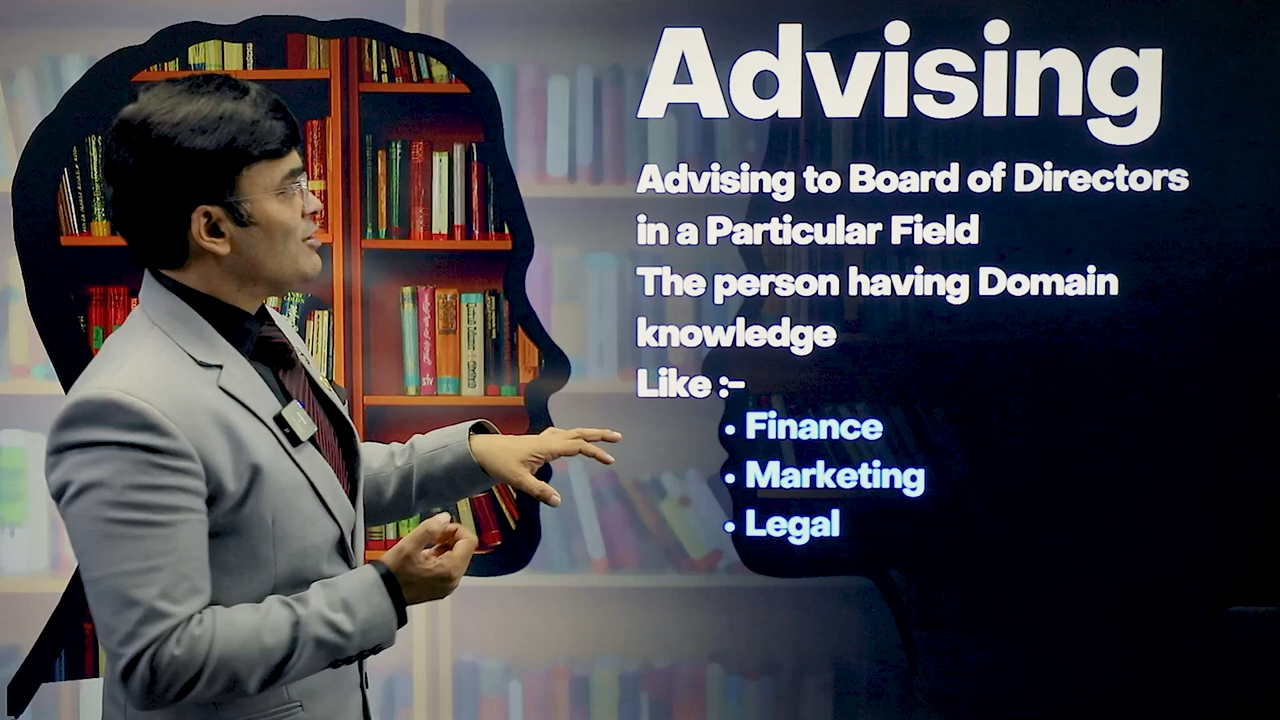 Advising
Advising to Board of Directors
in a Particular Field
The person having Domain
knowledge
Like :-
• Finance
• Marketing
• Legal